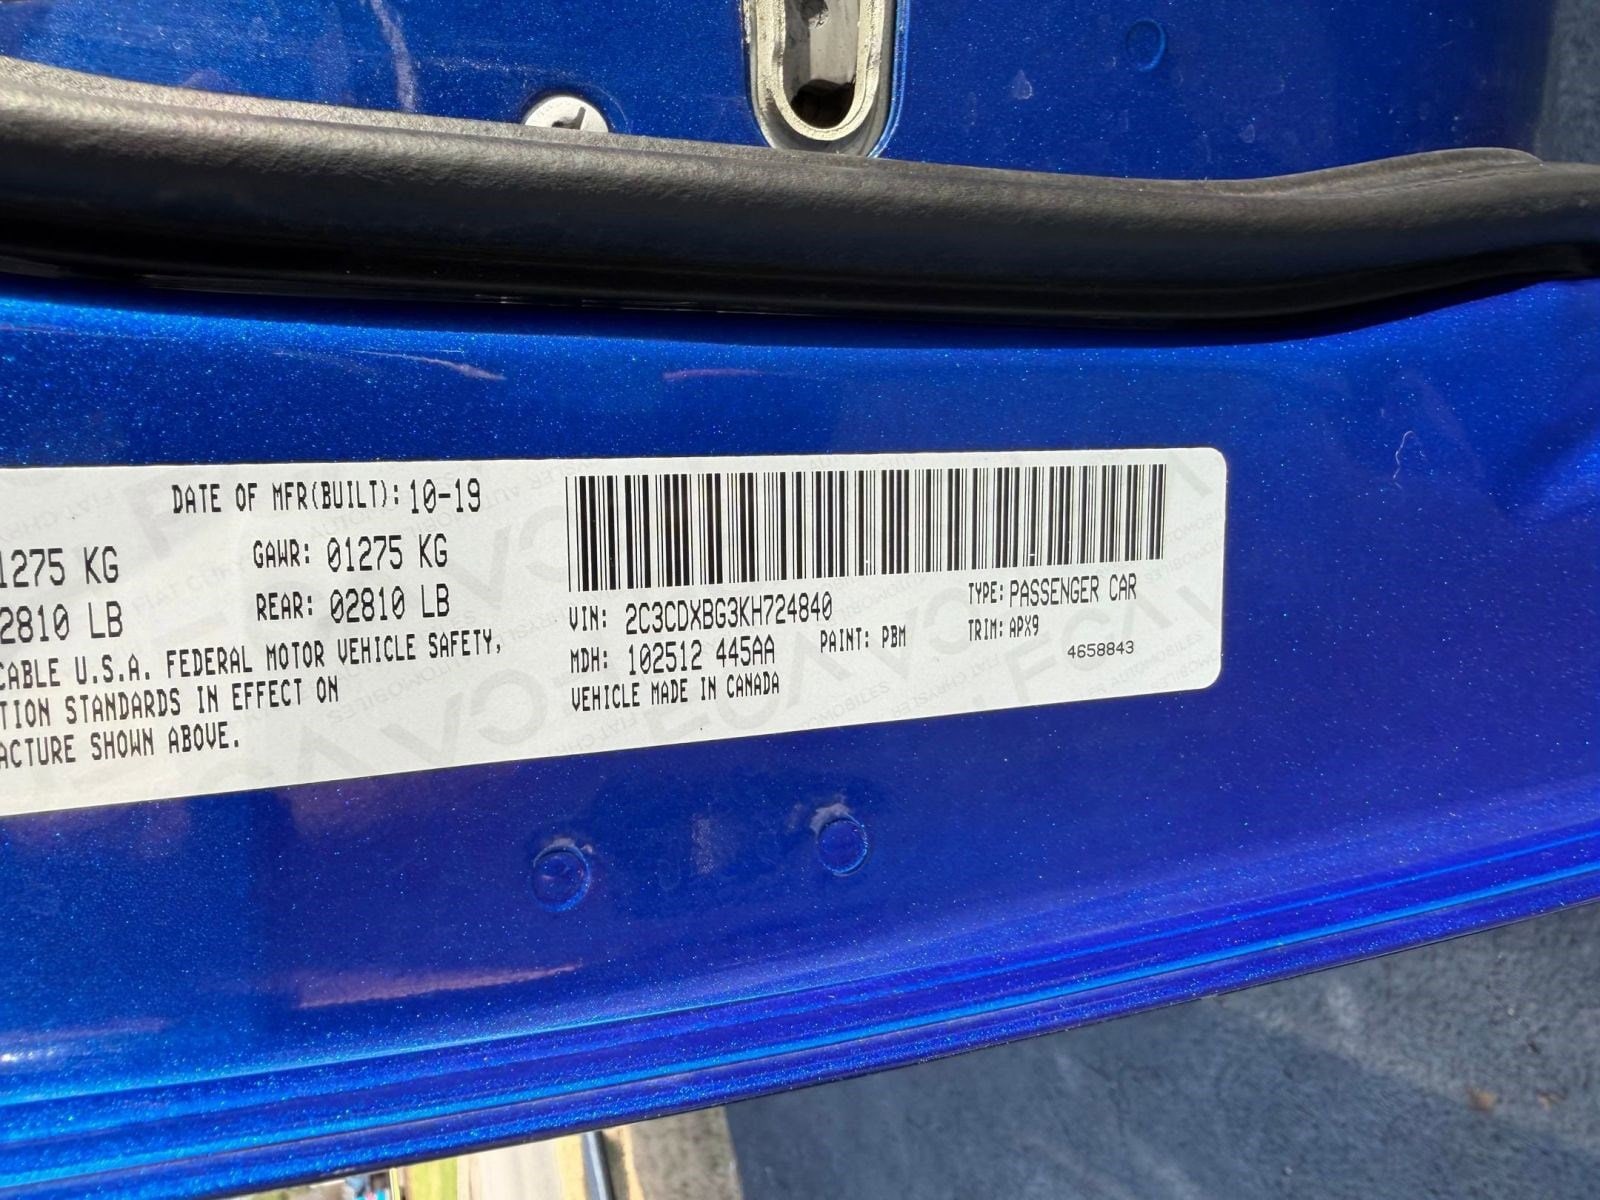 DATE OF MFR(BUILT): 10-19
1275 KG GAWR: 01275 KG
2810 LB REAR: 02810 LB
CABLE U.S.A. FEDERAL MOTOR VEHICLE SAFETY,
TION STANDARDS IN EFFECT ON
ACTURE SHOWN ABOVE.
VIN: 2C3CDXBG3KH724840 TYPE: PASSENGER CAR
MDH: 102512 445AA PAINT: PBM TRIM: APX9
VEHICLE MADE IN CANADA 4658843